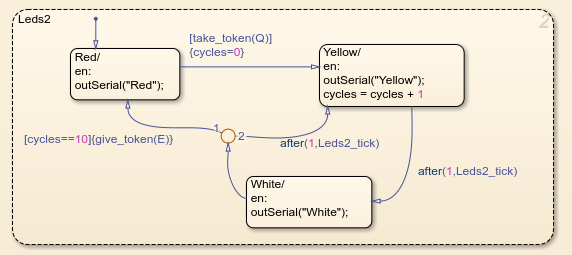 Leds2
2
[take_token(Q)]
{cycles=0}
Red/
en:
outSerial("Red");
Yellow/
en:
outSerial("Yellow");
cycles = cycles + 1
1
2
[cycles==10]{give_token(E)}
after(1,Leds2_tick)
after(1,Leds2_tick)
White/
en:
outSerial("White");